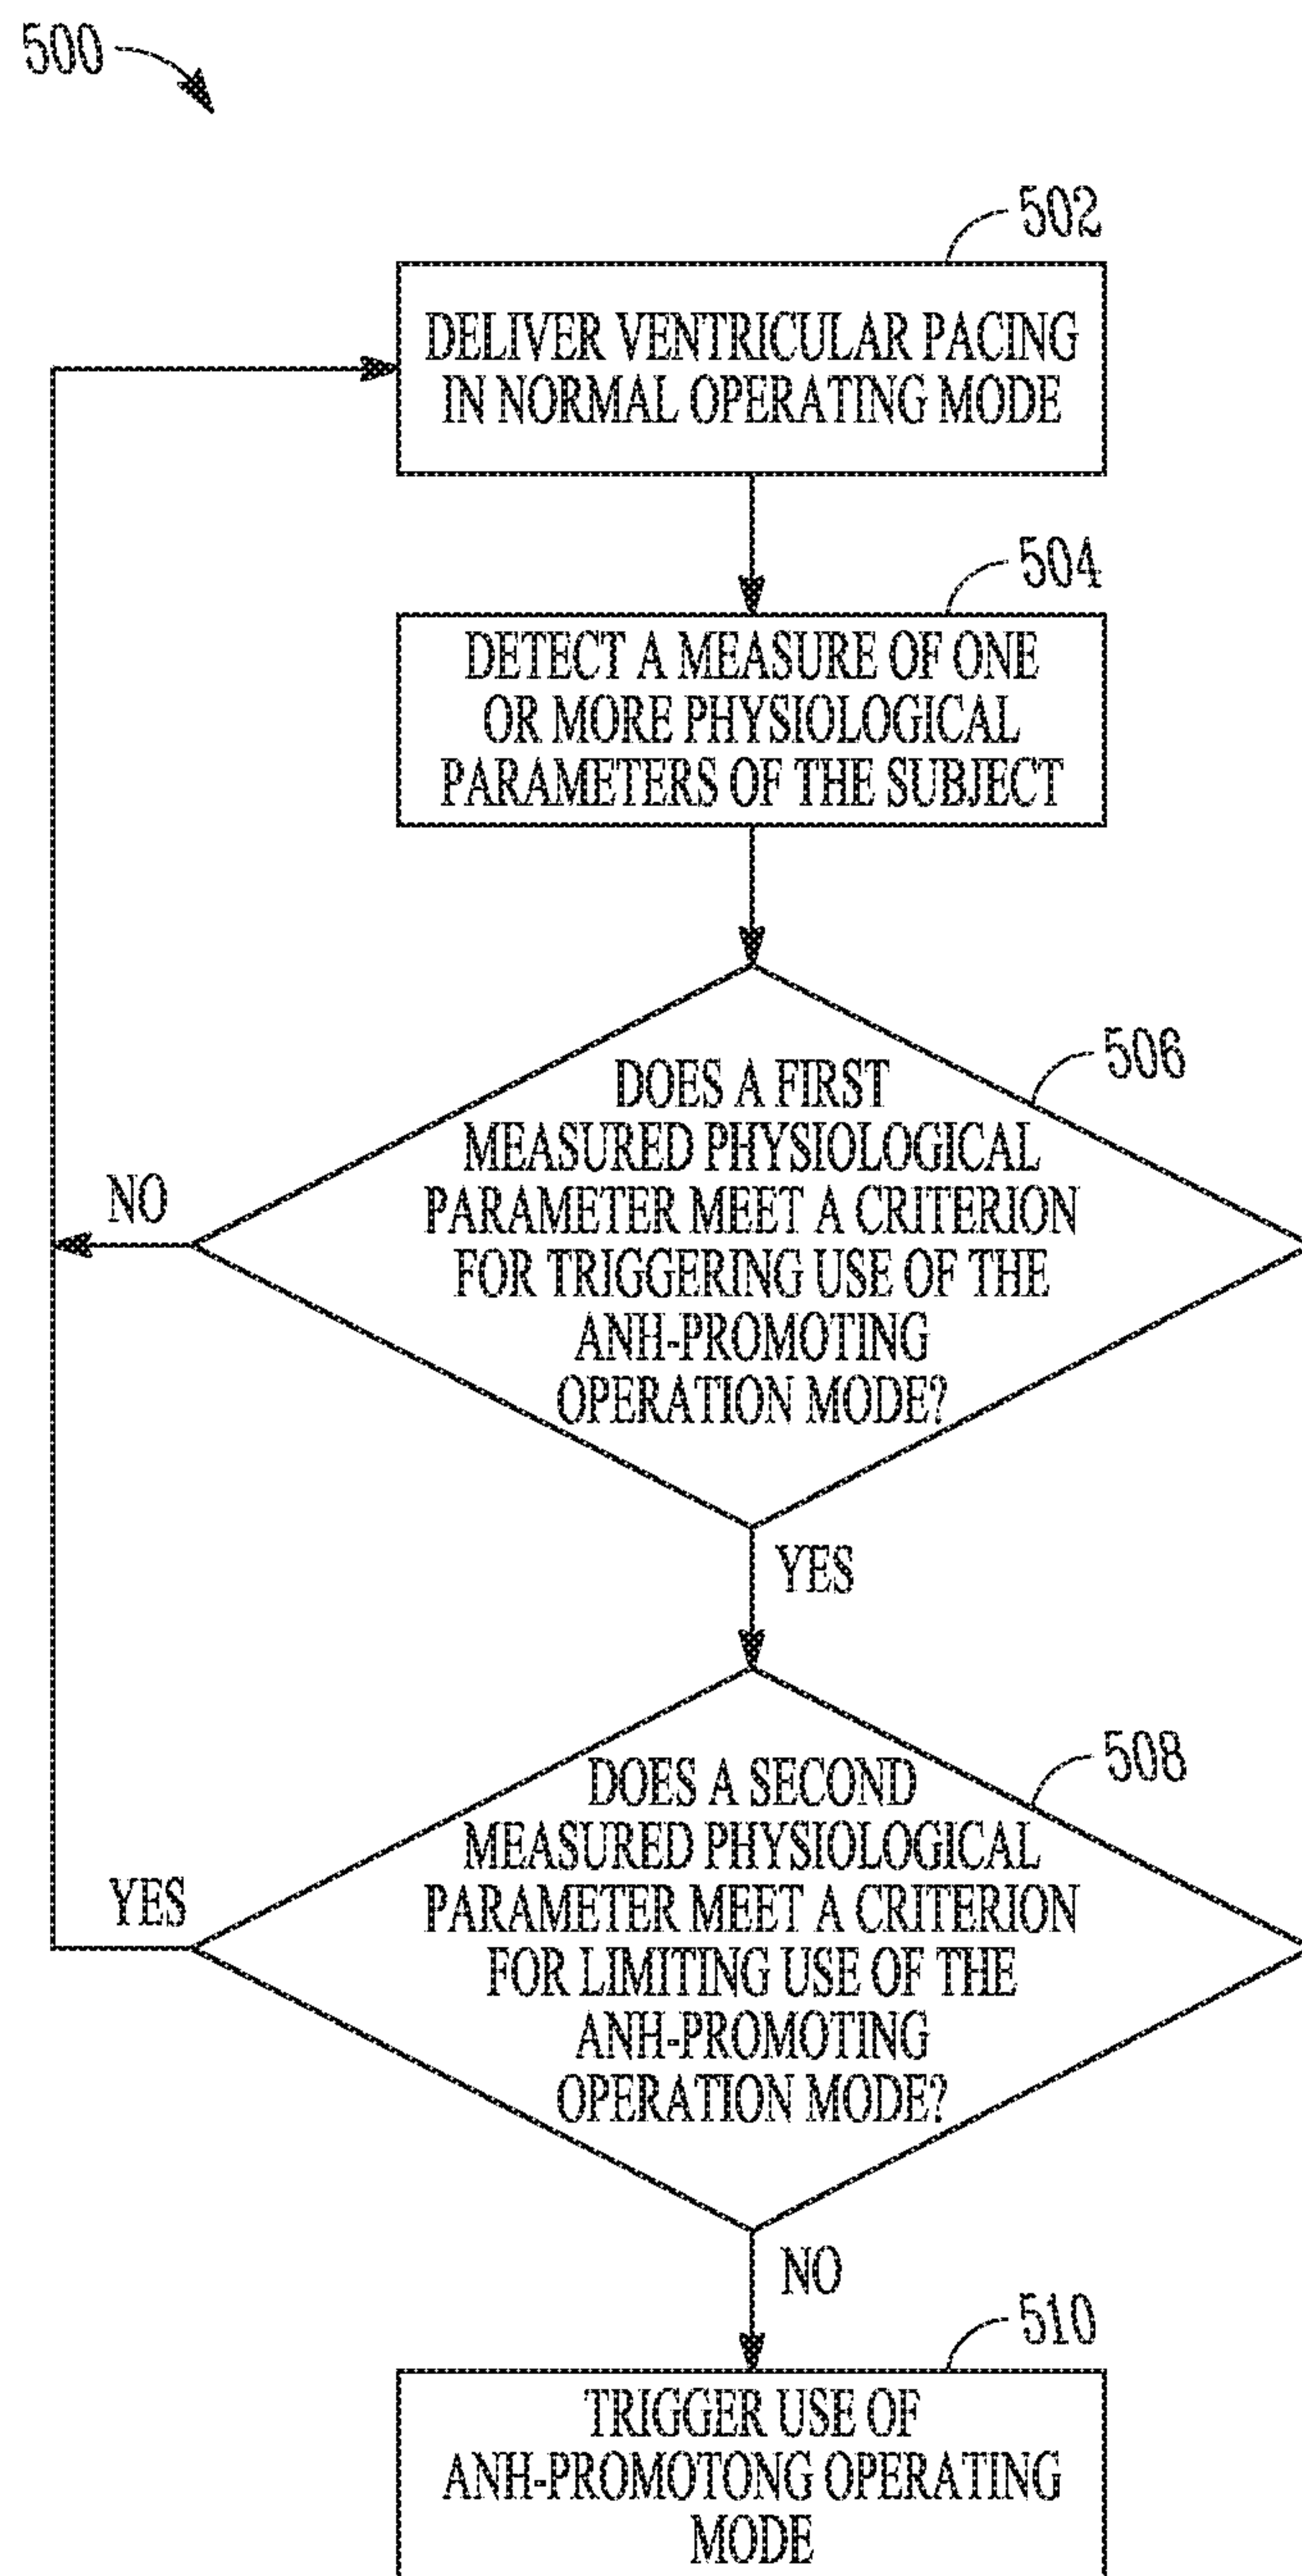 500
502
DELIVER VENTRICULAR PACING
IN NORMAL OPERATING MODE
504
DETECT A MEASURE OF ONE
OR MORE PHYSIOLOGICAL
PARAMETERS OF THE SUBJECT
506
DOES A FIRST
MEASURED PHYSIOLOGICAL
PARAMETER MEET A CRITERION
FOR TRIGGERING USE OF THE
ANH-PROMOTING
OPERATION MODE?
NO
YES
508
DOES A SECOND
MEASURED PHYSIOLOGICAL
PARAMETER MEET A CRITERION
FOR LIMITING USE OF THE
ANH-PROMOTING
OPERATION MODE?
YES
NO
510
TRIGGER USE OF
ANH-PROMOTONG OPERATING
MODE